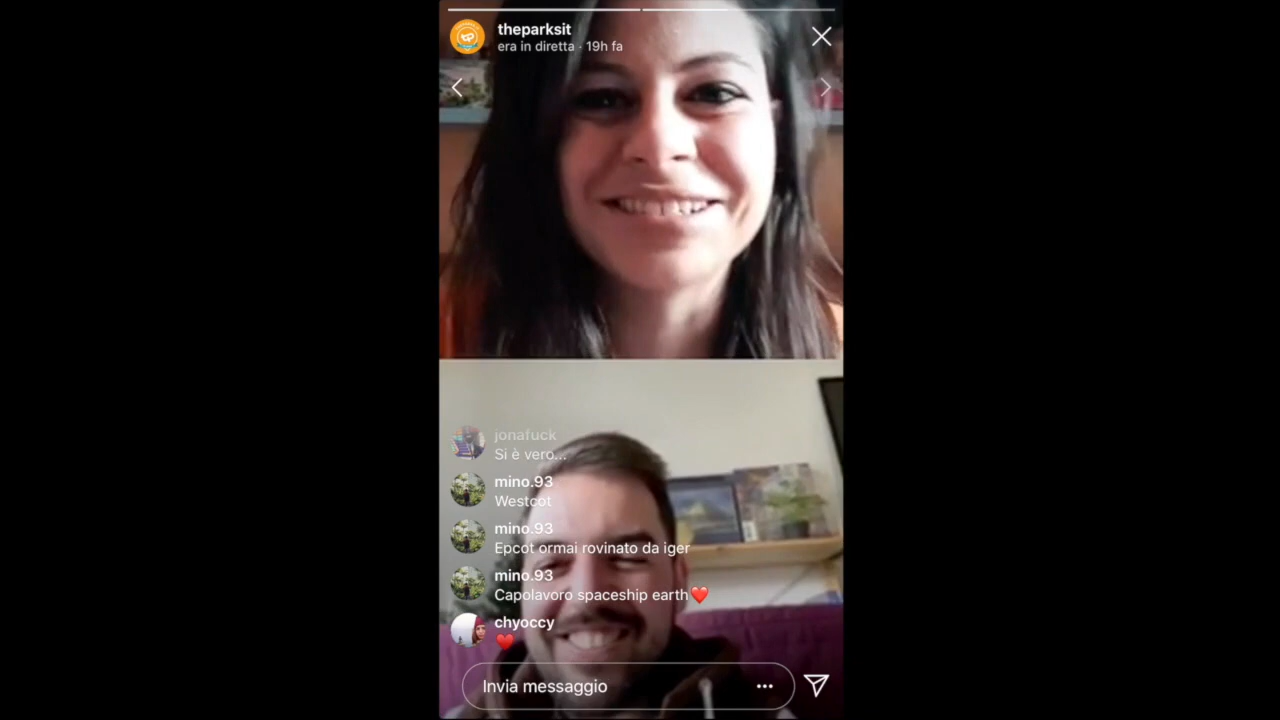 theparksit
era in diretta · 19h fa
jonafuck
Si è vero...
mino.93
Westcot
mino.93
Epcot ormai rovinato da iger
mino.93
Capolavoro spaceship earth❤️
chyoccy
❤️
Invia messaggio